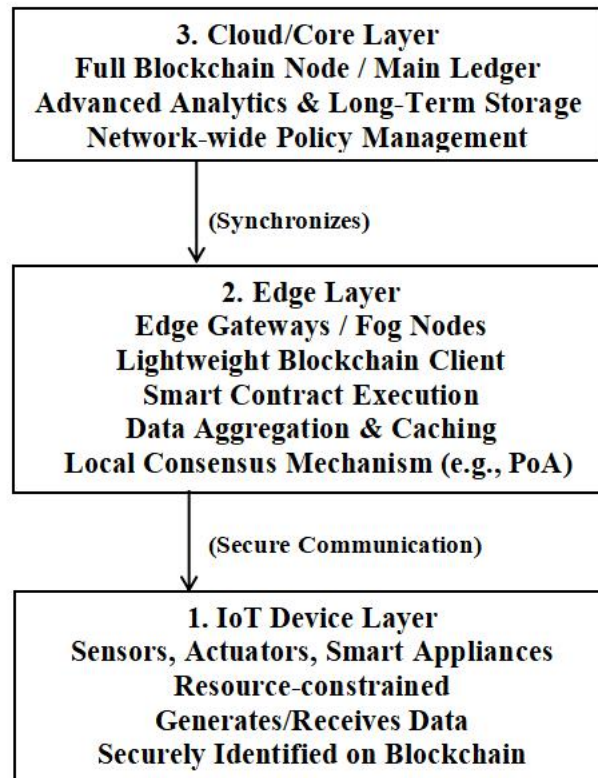 3. Cloud/Core Layer
Full Blockchain Node / Main Ledger
Advanced Analytics & Long-Term Storage
Network-wide Policy Management
(Synchronizes)
2. Edge Layer
Edge Gateways / Fog Nodes
Lightweight Blockchain Client
Smart Contract Execution
Data Aggregation & Caching
Local Consensus Mechanism (e.g., PoA)
(Secure Communication)
1. IoT Device Layer
Sensors, Actuators, Smart Appliances
Resource-constrained
Generates/Receives Data
Securely Identified on Blockchain